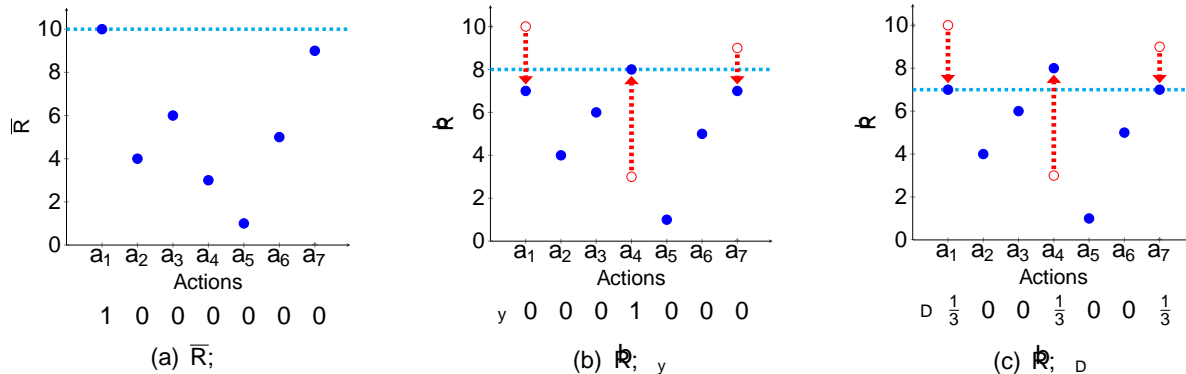 10
8
6
4
2
0
R̅
a₁ a₂ a₃ a₄ a₅ a₆ a₇
Actions
1 0 0 0 0 0 0
(a) R̅;
10
8
6
4
2
0
R̂
a₁ a₂ a₃ a₄ a₅ a₆ a₇
Actions
y 0 0 0 1 0 0 0
(b) R̂; y
10
8
6
4
2
0
R̂
a₁ a₂ a₃ a₄ a₅ a₆ a₇
Actions
D 1/3 0 0 1/3 0 0 1/3
(c) R̂; D